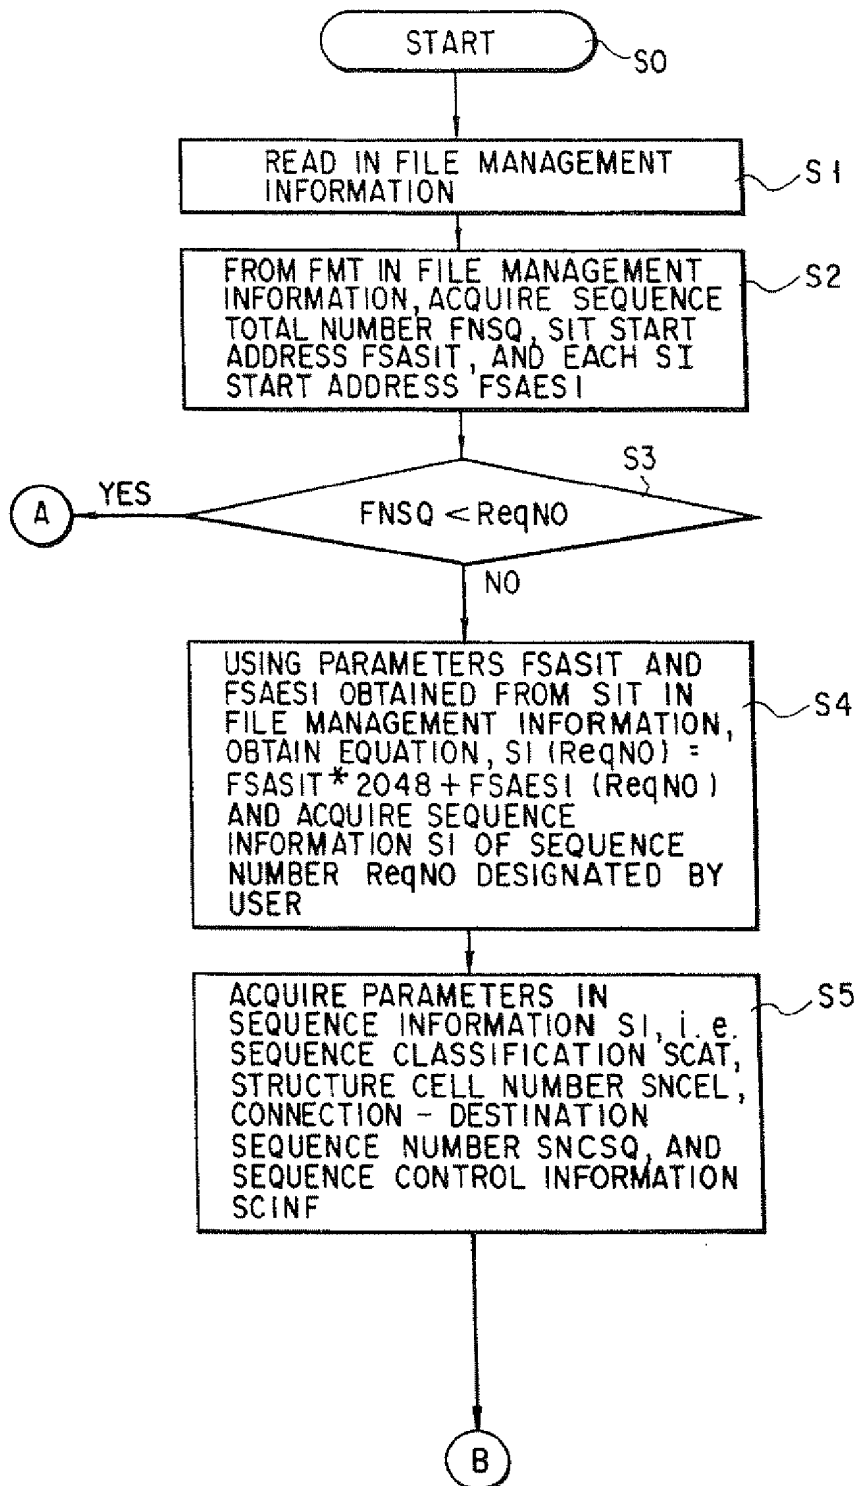 START
S0
READ IN FILE MANAGEMENT
INFORMATION
S1
FROM FMT IN FILE MANAGEMENT
INFORMATION, ACQUIRE SEQUENCE
TOTAL NUMBER FNSQ, SIT START
ADDRESS FSASIT, AND EACH SI
START ADDRESS FSAESI
S2
S3
YES
A
FNSQ < ReqNO
NO
USING PARAMETERS FSASIT AND
FSAESI OBTAINED FROM SIT IN
FILE MANAGEMENT INFORMATION,
OBTAIN EQUATION, SI (ReqNO) =
FSASIT * 2048 + FSAESI (ReqNO)
AND ACQUIRE SEQUENCE
INFORMATION SI OF SEQUENCE
NUMBER ReqNO DESIGNATED BY
USER
S4
ACQUIRE PARAMETERS IN
SEQUENCE INFORMATION SI, i.e.
SEQUENCE CLASSIFICATION SCAT,
STRUCTURE CELL NUMBER SNCEL,
CONNECTION - DESTINATION
SEQUENCE NUMBER SNCSQ, AND
SEQUENCE CONTROL INFORMATION
SCINF
S5
B